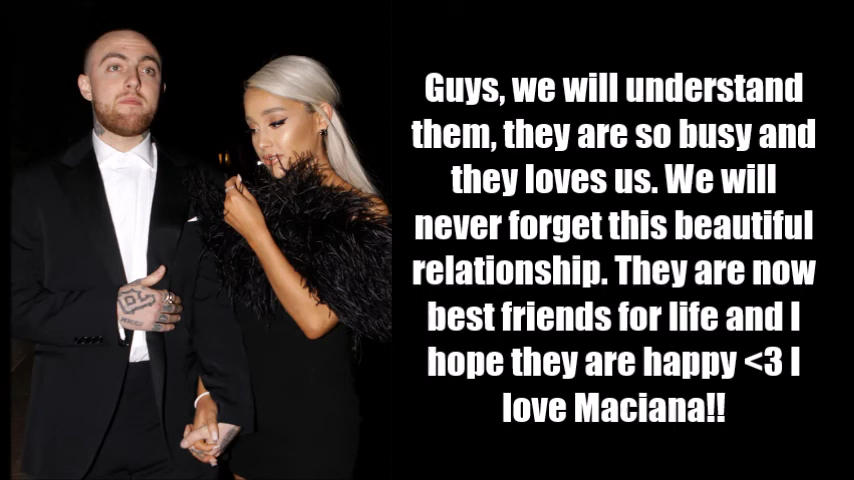 Guys, we will understand
them, they are so busy and
they loves us. We will
never forget this beautiful
relationship. They are now
best friends for life and I
hope they are happy <3 I
love Maciana!!